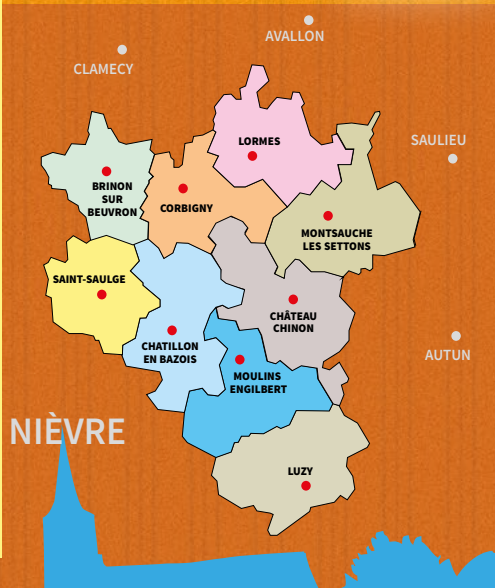 AVALLON
CLAMECY
SAULIEU
LORMES
BRINON
SUR
BEUVRON
CORBIGNY
MONTSAUCHE
LES SETTONS
SAINT-SAULGE
CHÂTEAU
CHINON
CHATILLON
EN BAZOIS
AUTUN
MOULINS
ENGILBERT
NIÈVRE
LUZY